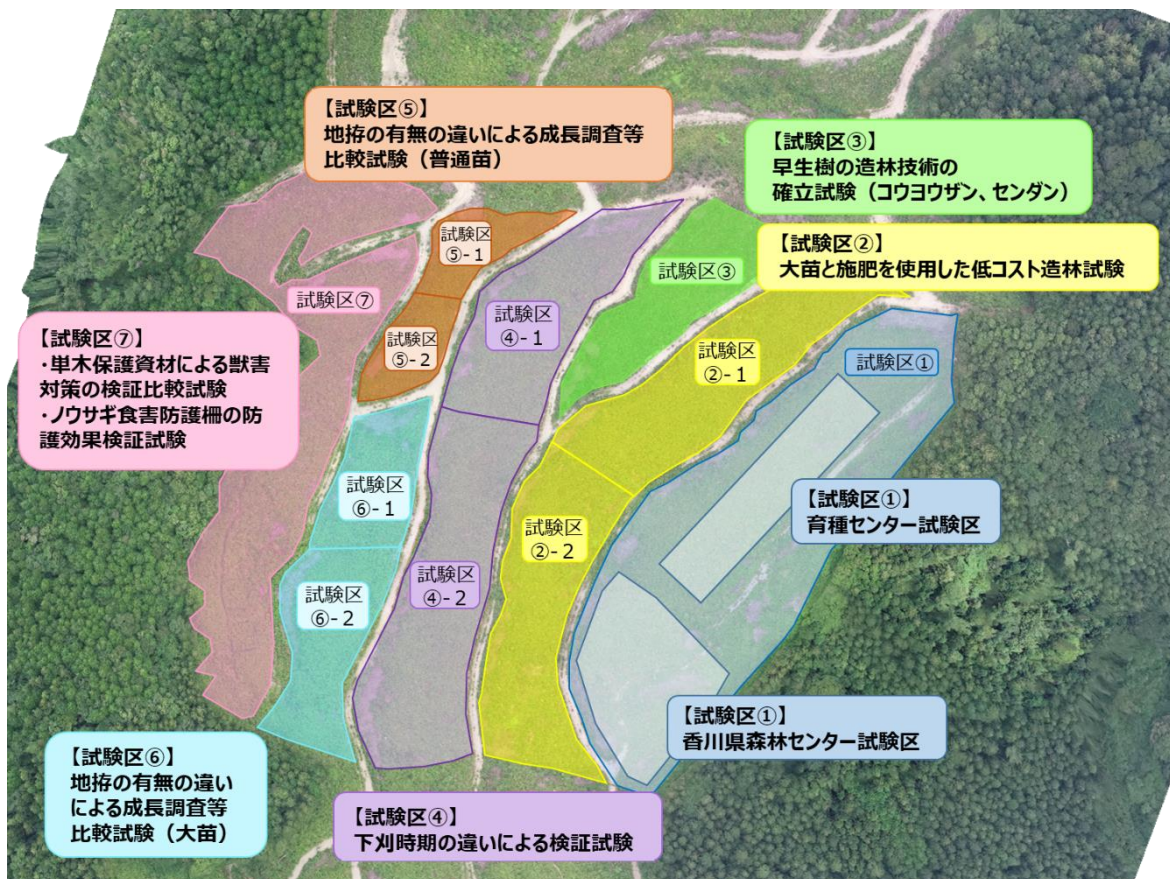 【試験区⑤】
地拵の有無の違いによる成長調査等
比較試験（普通苗）
【試験区③】
早生樹の造林技術の
確立試験（コウヨウザン、センダン）
【試験区②】
大苗と施肥を使用した低コスト造林試験
試験区
⑤-1
試験区③
試験区⑦
試験区
④-1
【試験区⑦】
・単木保護資材による獣害
対策の検証比較試験
・ノウサギ食害防護柵の防
護効果検証試験
試験区
⑤-2
試験区
②-1
試験区①
試験区
⑥-1
【試験区①】
育種センター試験区
試験区
②-2
試験区
④-2
試験区
⑥-2
【試験区①】
香川県森林センター試験区
【試験区⑥】
地拵の有無の違い
による成長調査等
比較試験（大苗）
【試験区④】
下刈時期の違いによる検証試験